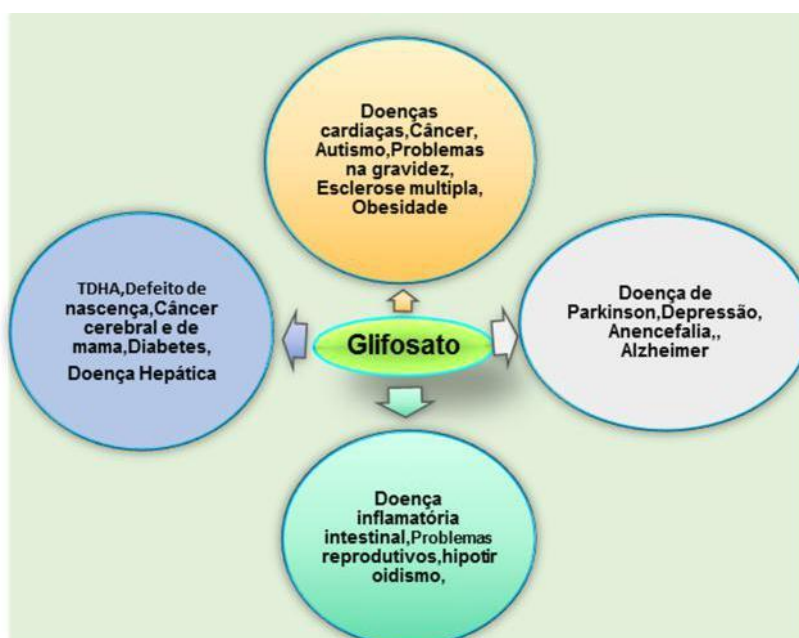 Doenças
cardiaças,Câncer,
Autismo,Problemas
na gravidez,
Esclerose multipla,
Obesidade
TDHA,Defeito de
nascença,Câncer
cerebral e de
mama,Diabetes,
Doença Hepática
Glifosato
Doença de
Parkinson,Depressão,
Anencefalia,,
Alzheimer
Doença
inflamatória
intestinal,Problemas
reprodutivos,hipotir
oidismo,